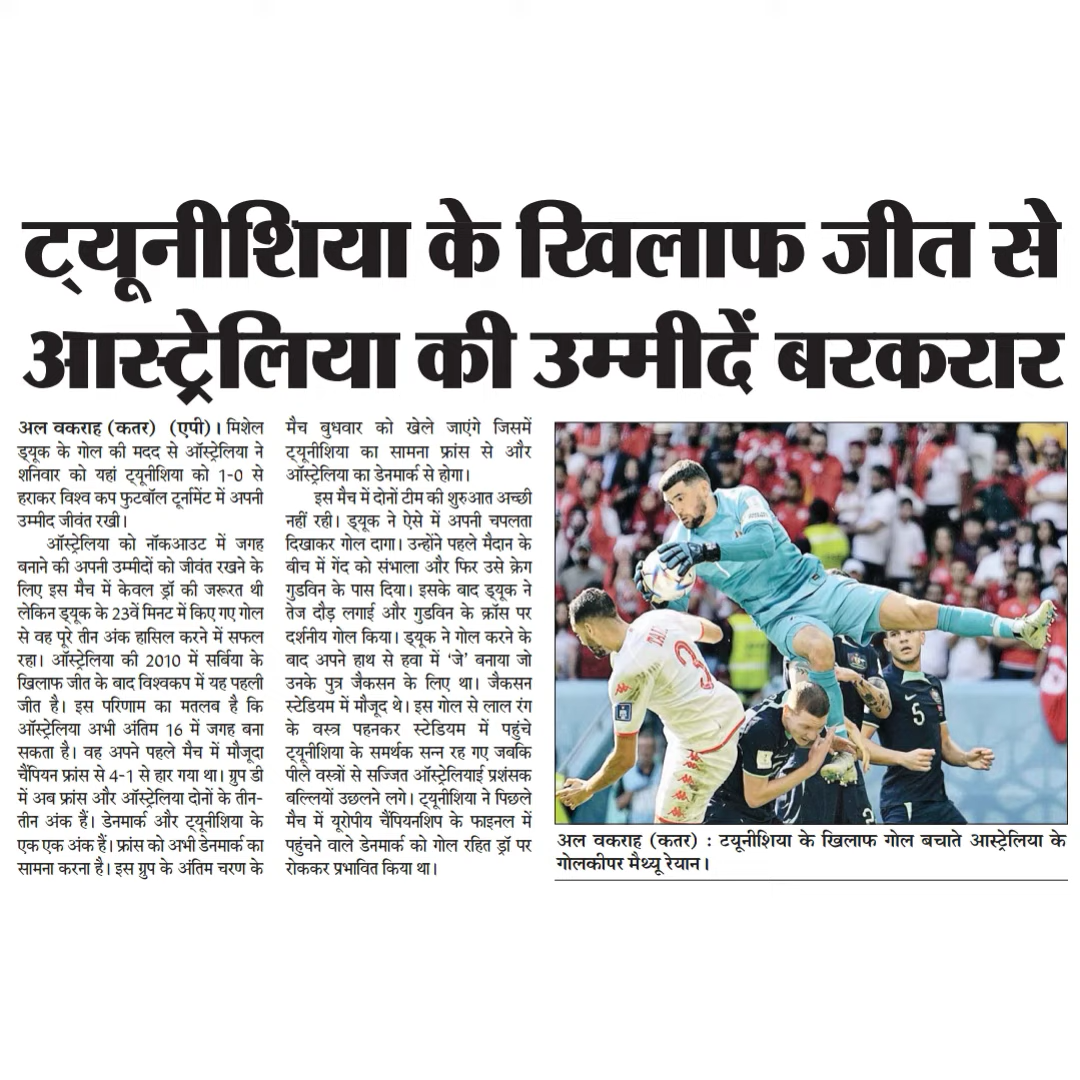 ट्यूनीशिया के खिलाफ जीत से
आस्ट्रेलिया की उम्मीदें बरकरार
अल वकराह (कतर) (एपी)। मिशेल
ड्यूक के गोल की मदद से ऑस्ट्रेलिया ने
शनिवार को यहां ट्यूनीशिया को 1-0 से
हराकर विश्व कप फुटबॉल टूर्नामेंट में अपनी
उम्मीद जीवंत रखी।
ऑस्ट्रेलिया को नॉकआउट में जगह
बनाने की अपनी उम्मीदों को जीवंत रखने के
लिए इस मैच में केवल ड्रॉ की जरूरत थी
लेकिन ड्यूक के 23वें मिनट में किए गए गोल
से वह पूरे तीन अंक हासिल करने में सफल
रहा। ऑस्ट्रेलिया की 2010 में सर्बिया के
खिलाफ जीत के बाद विश्वकप में यह पहली
जीत है। इस परिणाम का मतलब है कि
ऑस्ट्रेलिया अभी अंतिम 16 में जगह बना
सकता है। वह अपने पहले मैच में मौजूदा
चैंपियन फ्रांस से 4-1 से हार गया था। ग्रुप डी
में अब फ्रांस और ऑस्ट्रेलिया दोनों के तीन-
तीन अंक हैं। डेनमार्क और ट्यूनीशिया के
एक एक अंक हैं। फ्रांस को अभी डेनमार्क का
सामना करना है। इस ग्रुप के अंतिम चरण के
मैच बुधवार को खेले जाएंगे जिसमें
ट्यूनीशिया का सामना फ्रांस से और
ऑस्ट्रेलिया का डेनमार्क से होगा।
इस मैच में दोनों टीम की शुरुआत अच्छी
नहीं रही। ड्यूक ने ऐसे में अपनी चपलता
दिखाकर गोल दागा। उन्होंने पहले मैदान के
बीच में गेंद को संभाला और फिर उसे क्रेग
गुडविन के पास दिया। इसके बाद ड्यूक ने
तेज दौड़ लगाई और गुडविन के क्रॉस पर
दर्शनीय गोल किया। ड्यूक ने गोल करने के
बाद अपने हाथ से हवा में ‘जे’ बनाया जो
उनके पुत्र जैकसन के लिए था। जैकसन
स्टेडियम में मौजूद थे। इस गोल से लाल रंग
के वस्त्र पहनकर स्टेडियम में पहुंचे
ट्यूनीशिया के समर्थक सन्न रह गए जबकि
पीले वस्त्रों से सज्जित ऑस्ट्रेलियाई प्रशंसक
बल्लियों उछलने लगे। ट्यूनीशिया ने पिछले
मैच में यूरोपीय चैंपियनशिप के फाइनल में
पहुंचने वाले डेनमार्क को गोल रहित ड्रॉ पर
रोककर प्रभावित किया था।
3
5
2
अल वकराह (कतर) : टयूनीशिया के खिलाफ गोल बचाते आस्ट्रेलिया के
गोलकीपर मैथ्यू रेयान।